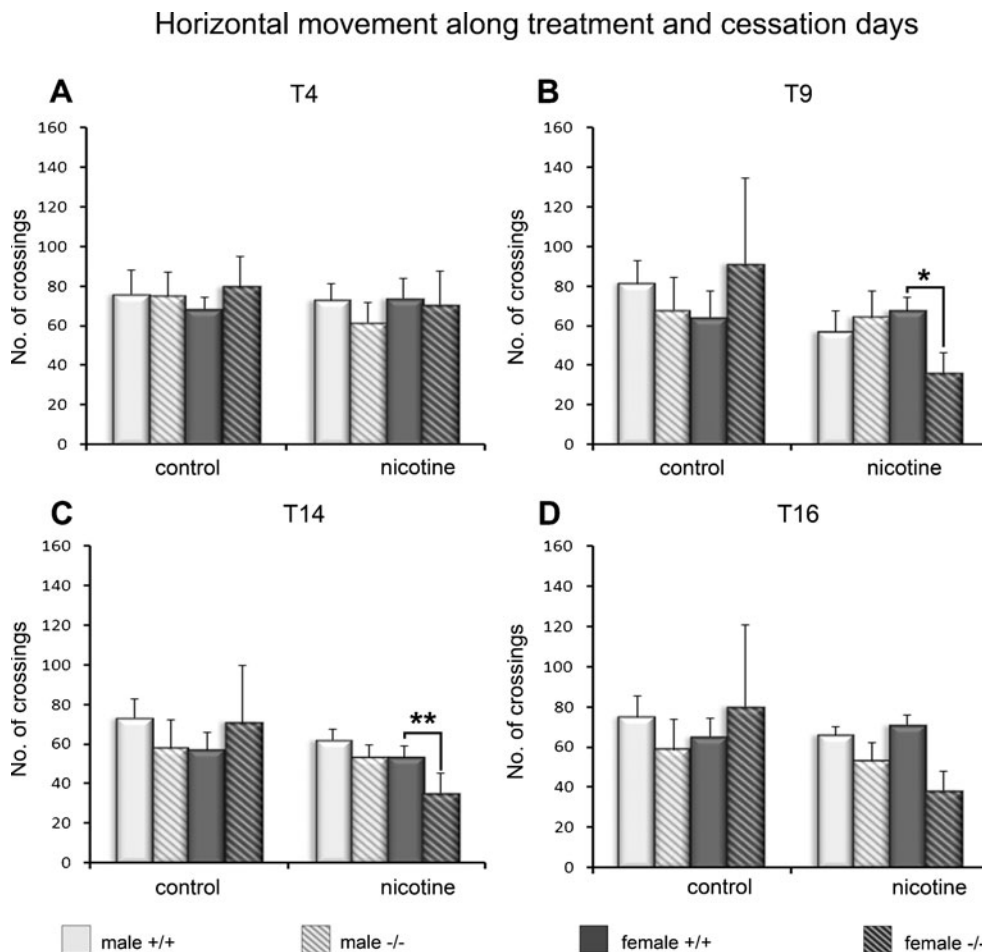 Horizontal movement along treatment and cessation days
A
T4
No. of crossings
160
140
120
100
80
60
40
20
0
control
nicotine
B
T9
No. of crossings
160
140
120
100
80
60
40
20
0
*
control
nicotine
C
T14
No. of crossings
160
140
120
100
80
60
40
20
0
**
control
nicotine
D
T16
No. of crossings
160
140
120
100
80
60
40
20
0
control
nicotine
male +/+
male -/-
female +/+
female -/-